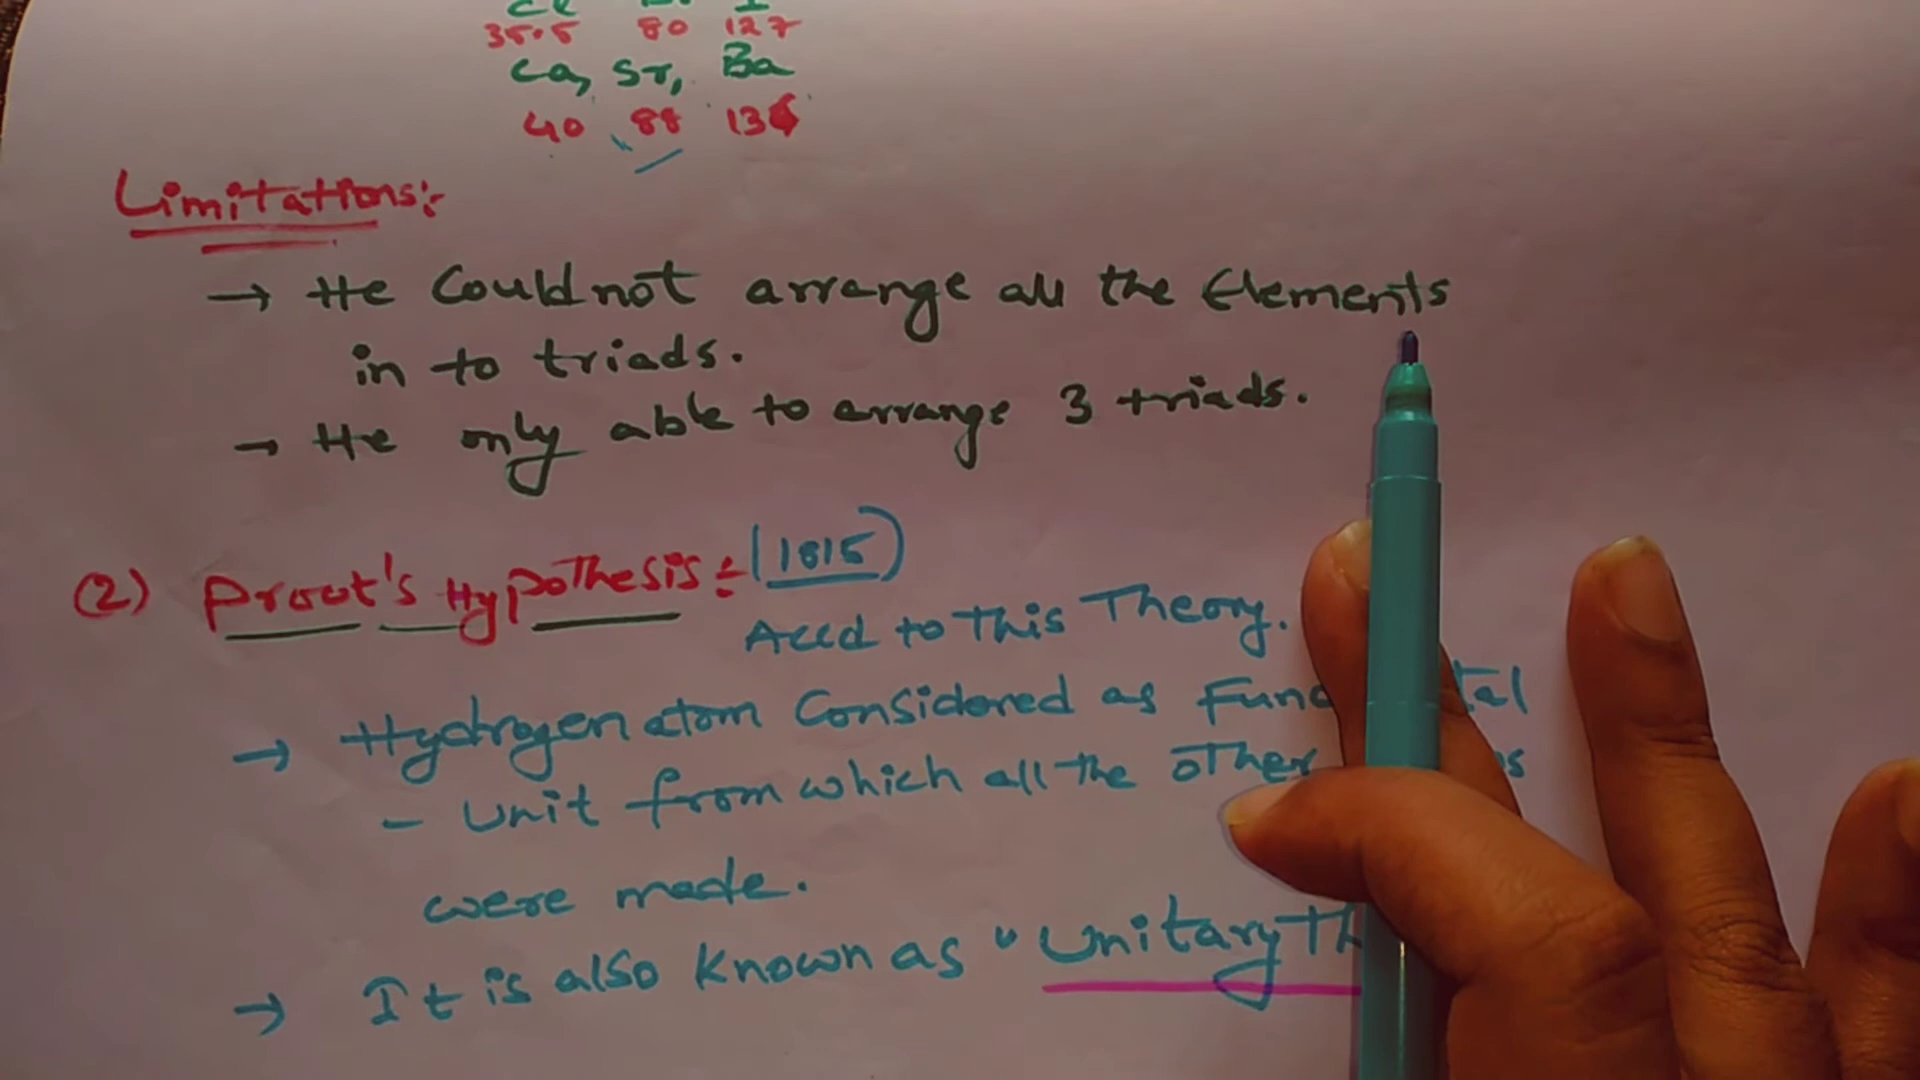 35.5 80 127
Ca, Sr, Ba
40 88 136
Limitations:-
→ He Could not arrange all the Elements
in to triads.
→ He only able to arrange 3 triads.
(2) Prout's Hypothesis :- (1815)
Accd to This Theory.
→ Hydrogen atom Considered as
- Unit from which all the other
were made.
→ It is also known as "Unitary